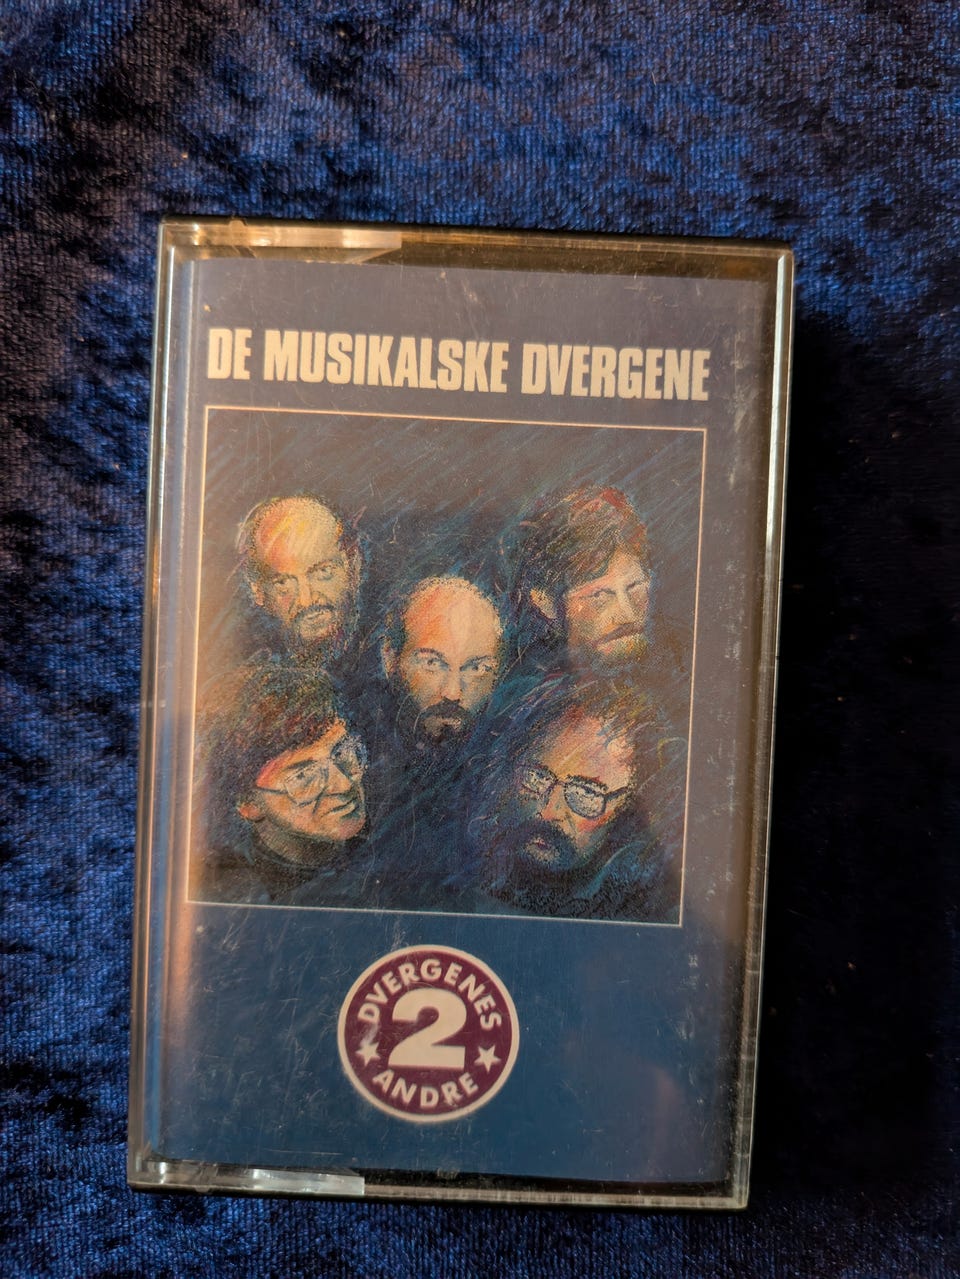 DE MUSIKALSKE DVERGENE
DVERGENES
2
ANDRE